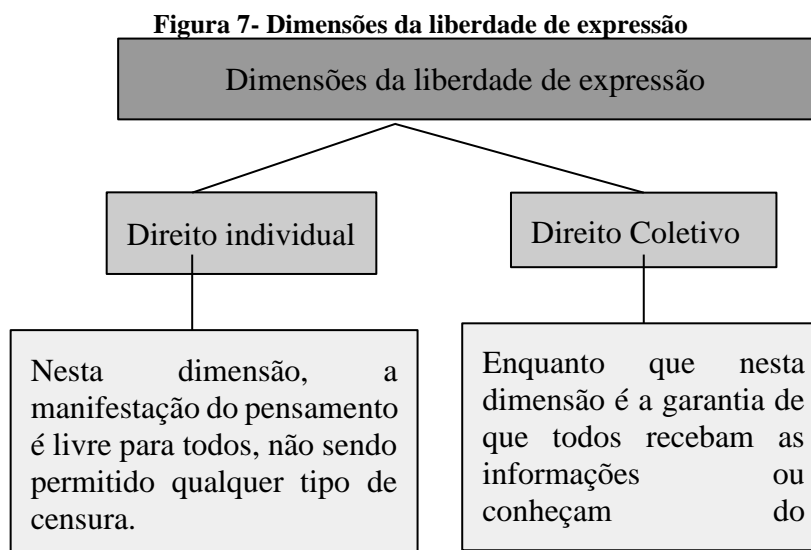 Figura 7- Dimensões da liberdade de expressão
Dimensões da liberdade de expressão
Direito individual
Direito Coletivo
Nesta dimensão, a
manifestação do pensamento
é livre para todos, não sendo
permitido qualquer tipo de
censura.
Enquanto que nesta
dimensão é a garantia de
que todos recebam as
informações ou
conheçam do